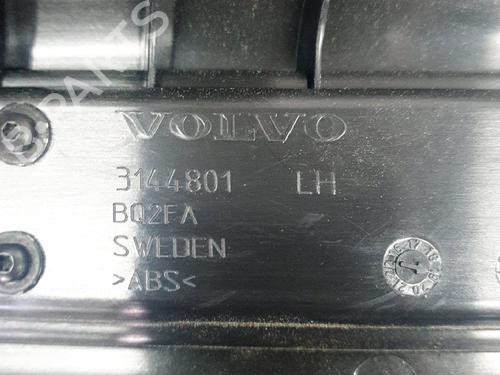 VOLVO
3144801 LH
BQ2FA
SWEDEN
>ABS<